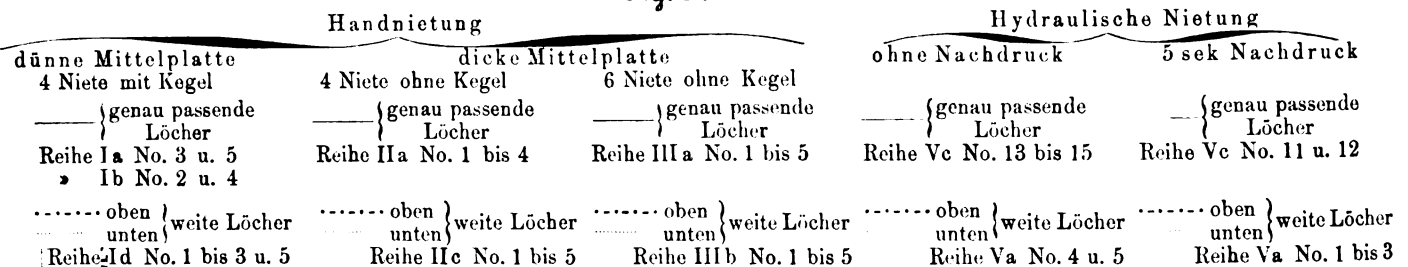 Handnietung Hydraulische Nietung
dünne Mittelplatte dicke Mittelplatte ohne Nachdruck 5 sek Nachdruck
4 Niete mit Kegel 4 Niete ohne Kegel 6 Niete ohne Kegel
genau passende genau passende genau passende genau passende genau passende
Löcher Löcher Löcher Löcher Löcher
Reihe Ia No. 3 u. 5 Reihe IIa No. 1 bis 4 Reihe IIIa No. 1 bis 5 Reihe Vc No. 13 bis 15 Reihe Vc No. 11 u. 12
» Ib No. 2 u. 4
oben oben oben oben oben
weite Löcher weite Löcher weite Löcher weite Löcher weite Löcher
unten unten unten unten unten
Reihe Id No. 1 bis 3 u. 5 Reihe IIc No. 1 bis 5 Reihe IIIb No. 1 bis 5 Reihe Va No. 4 u. 5 Reihe Va No. 1 bis 3